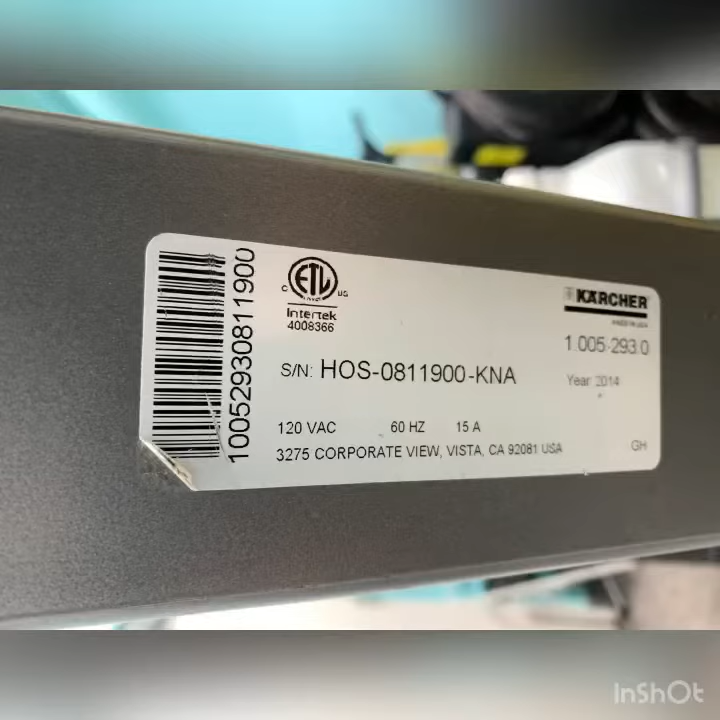 10052930811900
C ETL US
Intertek
4008366
KÄRCHER
MADE IN USA
1.005-293.0
S/N: HOS-0811900-KNA
Year: 2014
120 VAC 60 HZ 15 A
3275 CORPORATE VIEW, VISTA, CA 92081 USA
GH
InShOt